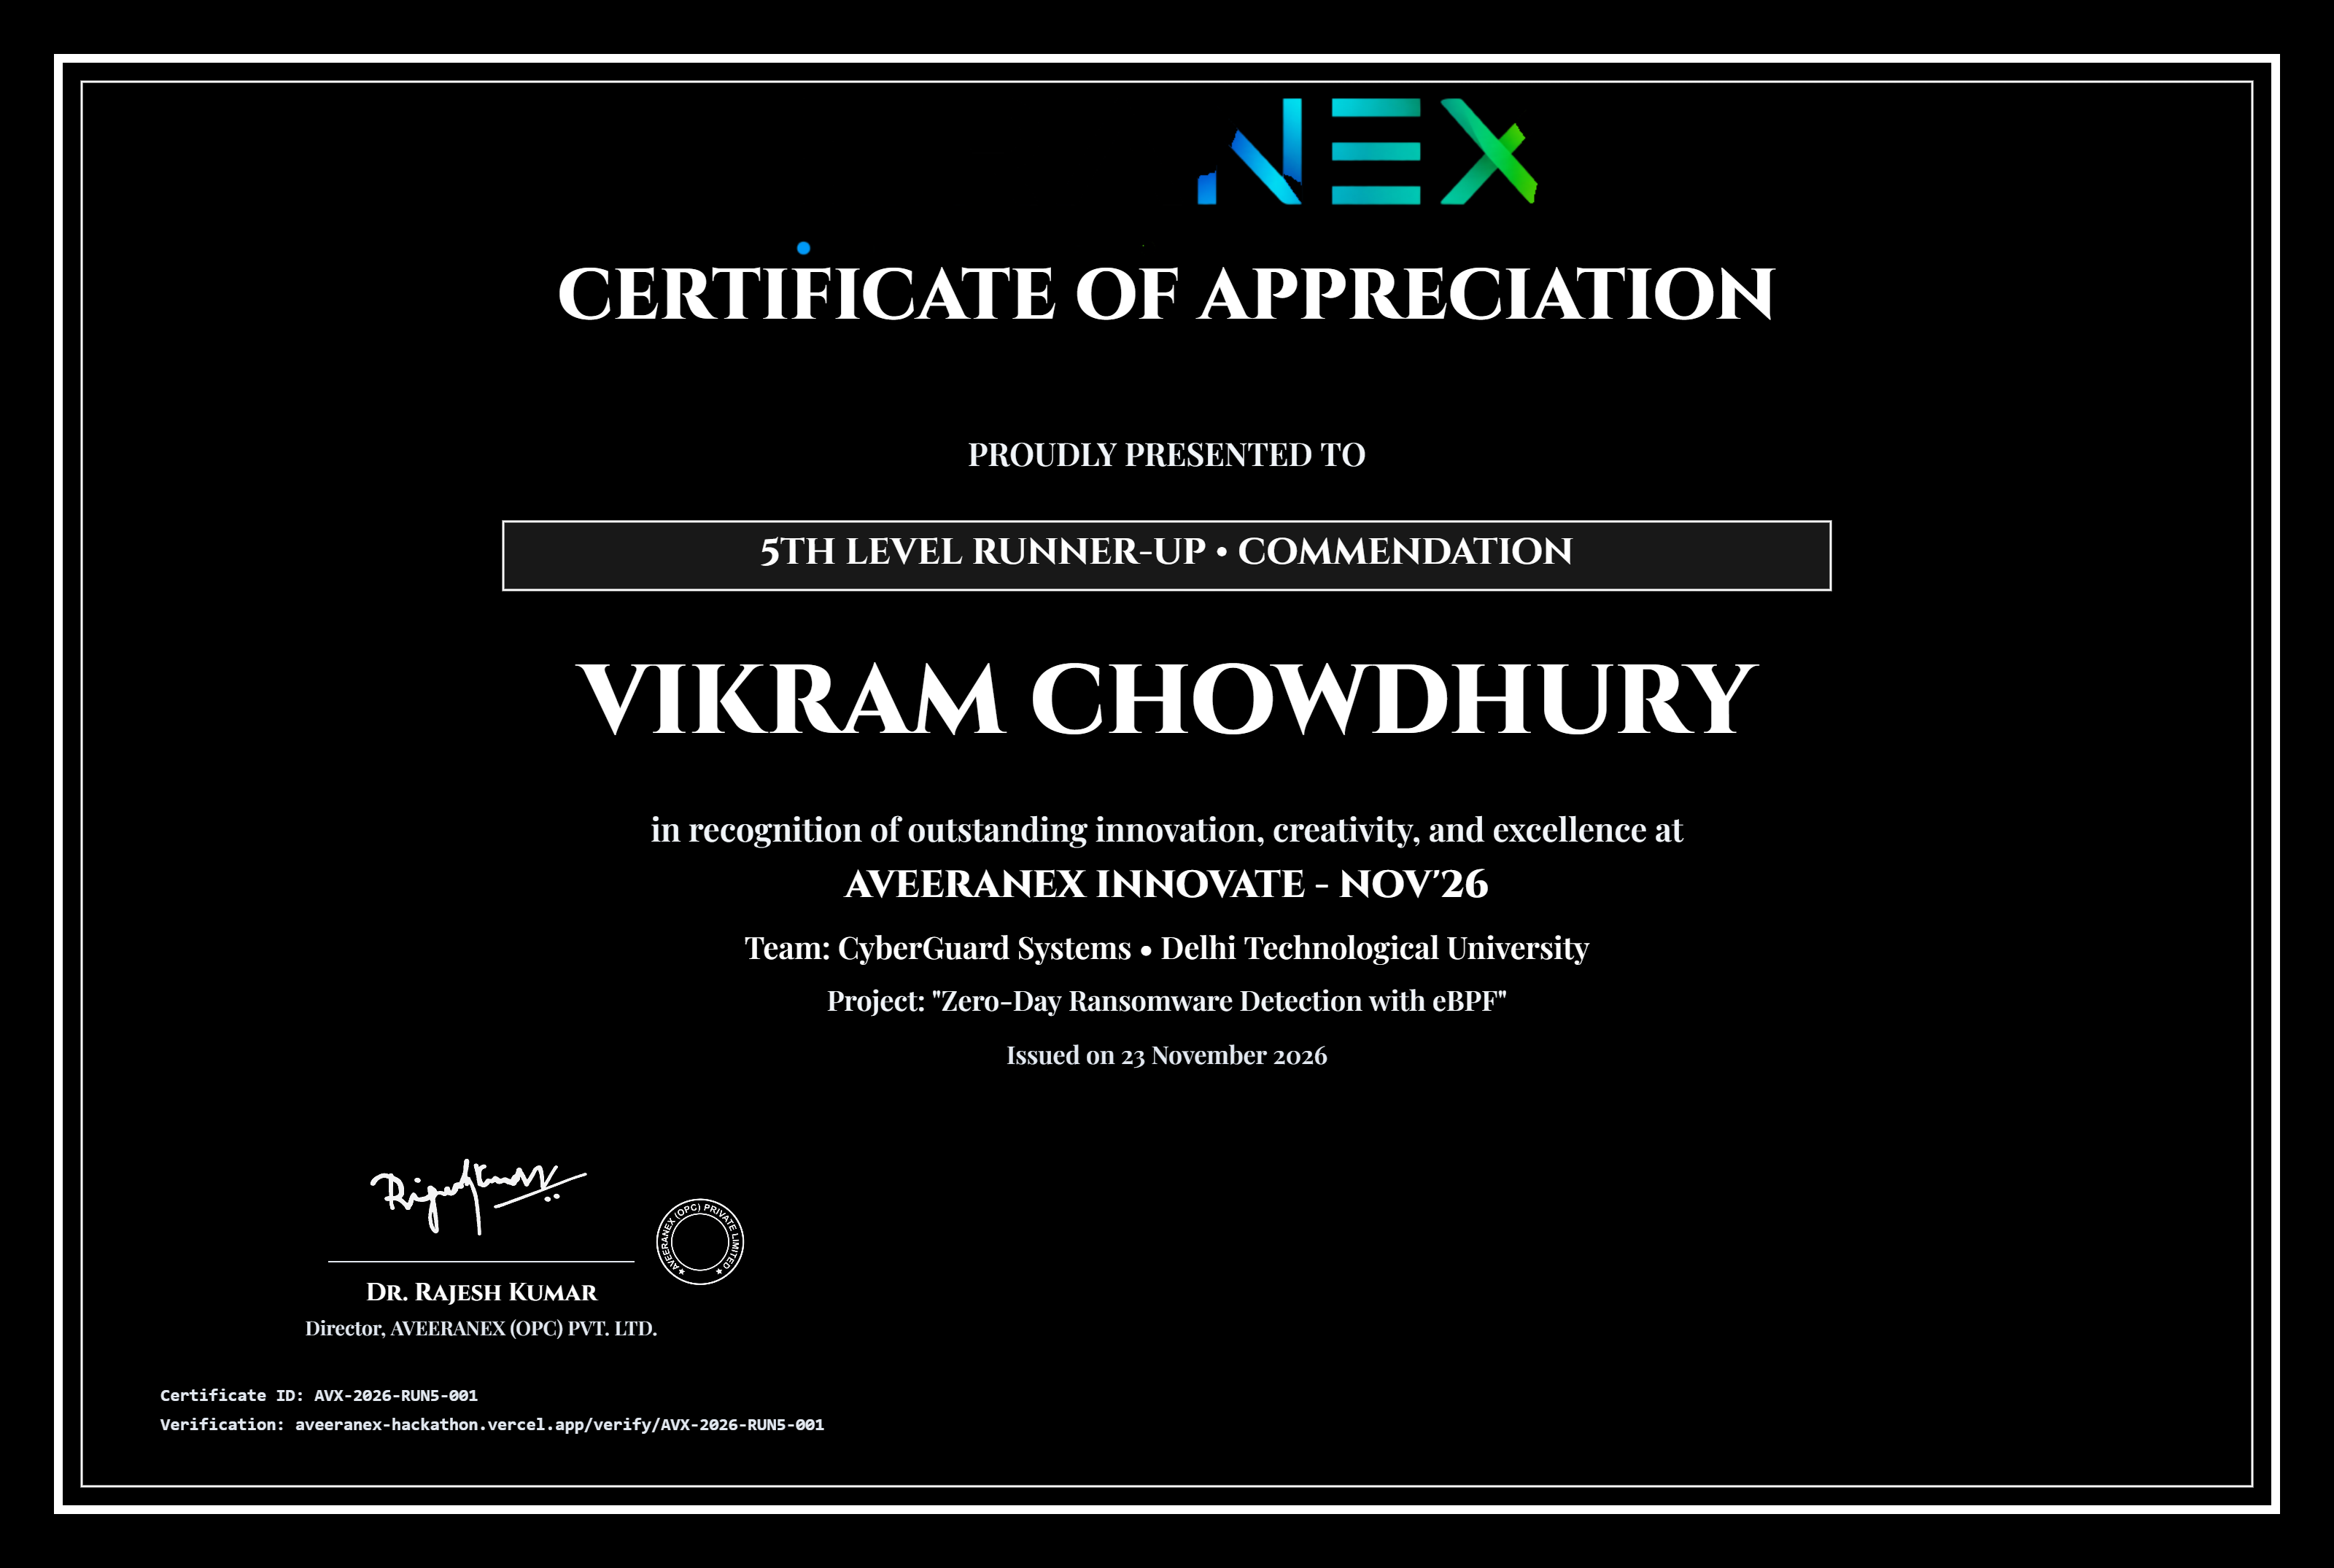 NEX
CERTIFICATE OF APPRECIATION
PROUDLY PRESENTED TO
5TH LEVEL RUNNER-UP • COMMENDATION
VIKRAM CHOWDHURY
in recognition of outstanding innovation, creativity, and excellence at
AVEERANEX INNOVATE - NOV'26
Team: CyberGuard Systems • Delhi Technological University
Project: "Zero-Day Ransomware Detection with eBPF"
Issued on 23 November 2026
Rajesh Kumar
★ AVEERANEX (OPC) PRIVATE LIMITED ★
DR. RAJESH KUMAR
Director, AVEERANEX (OPC) PVT. LTD.
Certificate ID: AVX-2026-RUN5-001
Verification: aveeranex-hackathon.vercel.app/verify/AVX-2026-RUN5-001